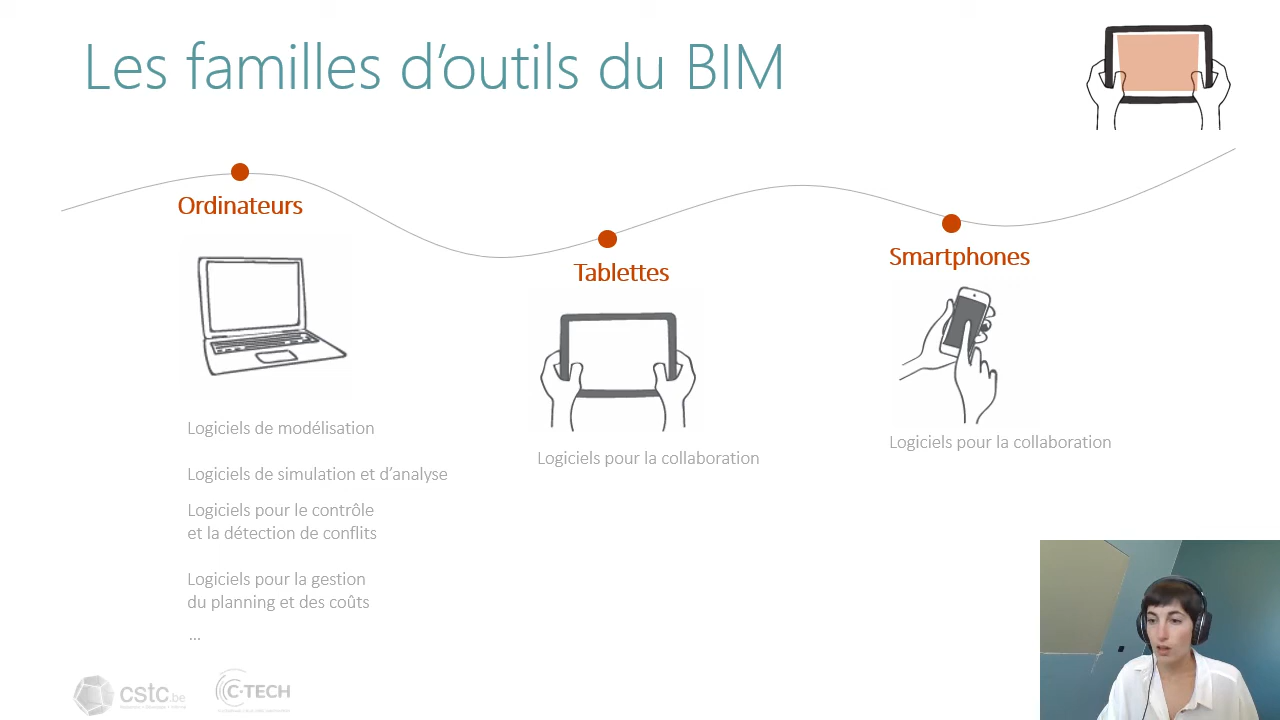 Les familles d’outils du BIM
Ordinateurs
Tablettes
Smartphones
Logiciels de modélisation
Logiciels de simulation et d’analyse
Logiciels pour le contrôle
et la détection de conflits
Logiciels pour la gestion
du planning et des coûts
...
Logiciels pour la collaboration
Logiciels pour la collaboration
cstc.be
C-TECH